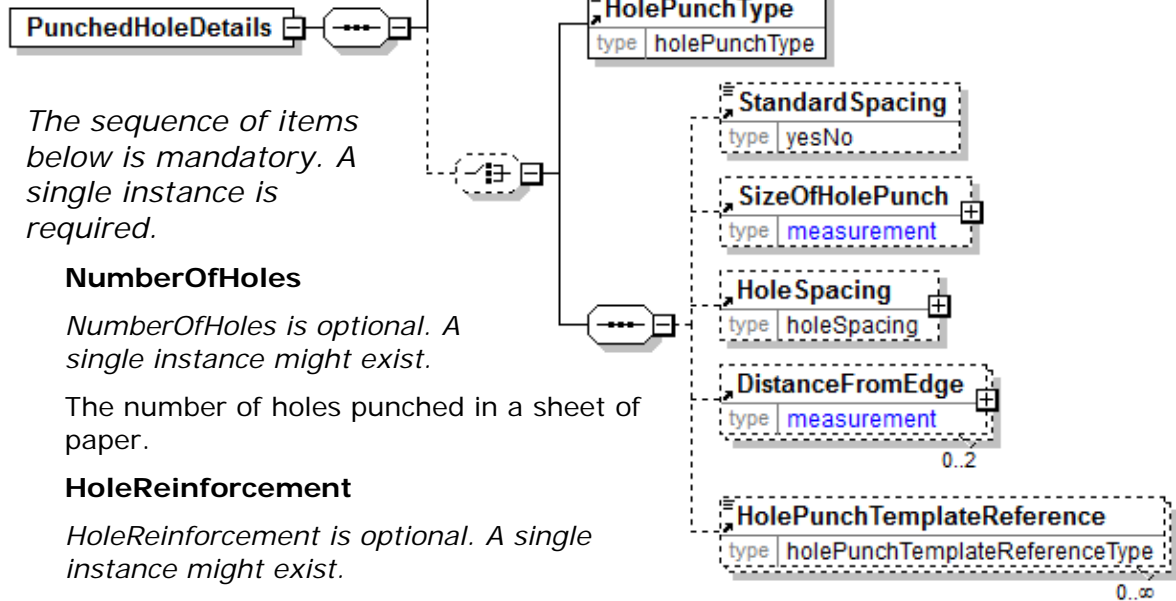 PunchedHoleDetails
HolePunchType
type holePunchType
The sequence of items
below is mandatory. A
single instance is
required.
NumberOfHoles
NumberOfHoles is optional. A
single instance might exist.
The number of holes punched in a sheet of
paper.
HoleReinforcement
HoleReinforcement is optional. A single
instance might exist.
StandardSpacing
type yesNo
SizeOfHolePunch
type measurement
HoleSpacing
type holeSpacing
DistanceFromEdge
type measurement
0..2
HolePunchTemplateReference
type holePunchTemplateReferenceType
0..∞